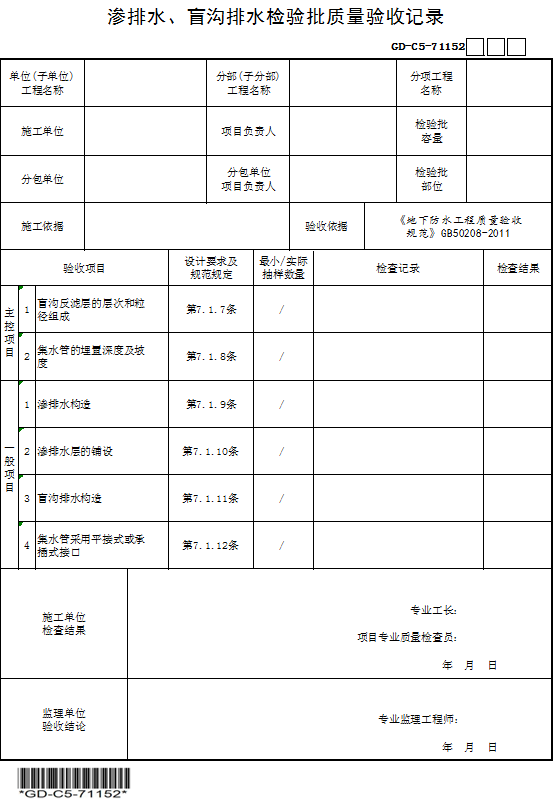 渗排水、盲沟排水检验批质量验收记录
GD-C5-71152
单位(子单位)
工程名称
分部(子分部)
工程名称
分项工程
名称
施工单位
项目负责人
检验批
容量
分包单位
分包单位
项目负责人
检验批
部位
施工依据
验收依据
《地下防水工程质量验收
规范》GB50208-2011
验收项目
设计要求及
规范规定
最小/实际
抽样数量
检查记录
检查结果
主控项目
1
盲沟反滤层的层次和粒
径组成
第7.1.7条
/
2
集水管的埋置深度及坡
度
第7.1.8条
/
一般项目
1
渗排水构造
第7.1.9条
/
2
渗排水层的铺设
第7.1.10条
/
3
盲沟排水构造
第7.1.11条
/
4
集水管采用平接式或承
插式接口
第7.1.12条
/
施工单位
检查结果
专业工长:
项目专业质量检查员:
年 月 日
监理单位
验收结论
专业监理工程师:
年 月 日
*GD-C5-71152*